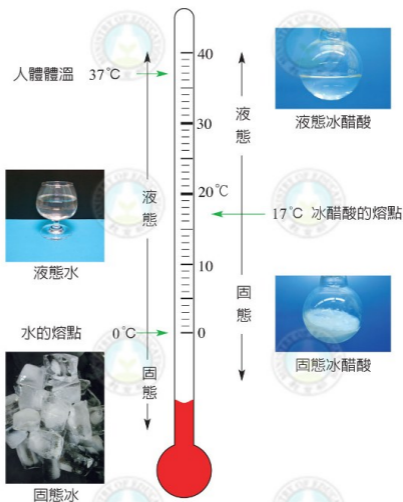 人體體溫 37℃
40
30
20℃
10
0
液態
液態冰醋酸
液態
17℃ 冰醋酸的熔點
液態水
固態
水的熔點 0℃
固態冰醋酸
固態
固態冰